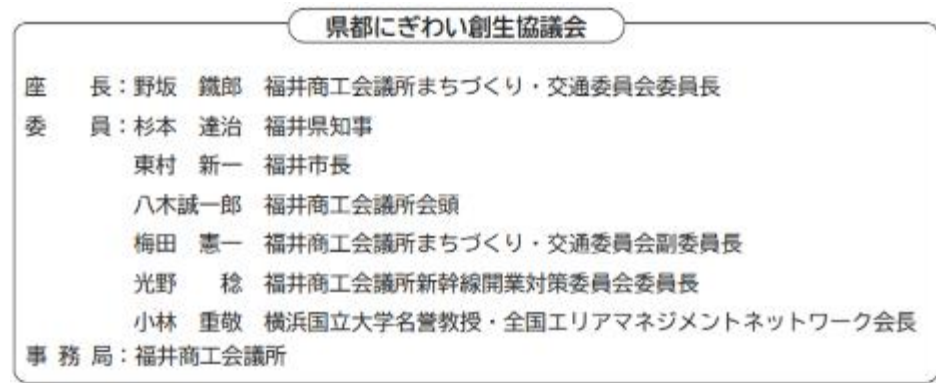 県都にぎわい創生協議会
座　　長：野坂　鐵郎　福井商工会議所まちづくり・交通委員会委員長
委　　員：杉本　達治　福井県知事
東村　新一　福井市長
八木誠一郎　福井商工会議所会頭
梅田　憲一　福井商工会議所まちづくり・交通委員会副委員長
光野　　稔　福井商工会議所新幹線開業対策委員会委員長
小林　重敬　横浜国立大学名誉教授・全国エリアマネジメントネットワーク会長
事 務 局：福井商工会議所